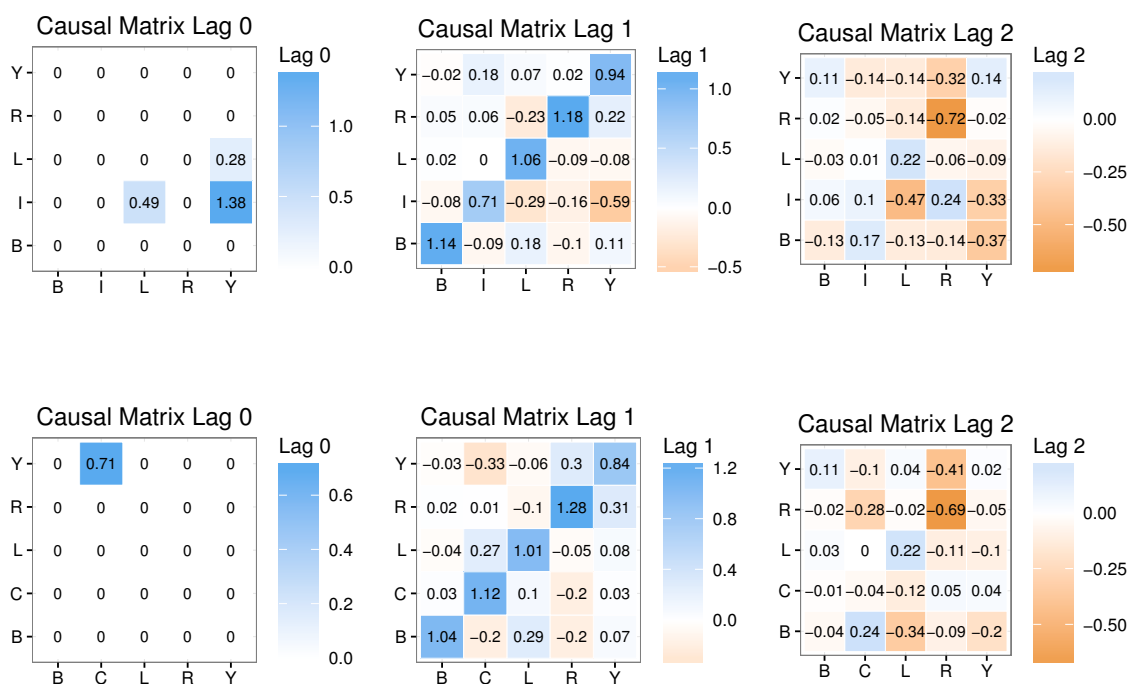 Causal Matrix Lag 0
Lag 0
Y 0 0 0 0 0
R 0 0 0 0 0
L 0 0 0 0 0.28
I 0 0 0.49 0 1.38
B 0 0 0 0 0
B I L R Y
1.0
0.5
0.0
Causal Matrix Lag 1
Lag 1
Y −0.02 0.18 0.07 0.02 0.94
R 0.05 0.06 −0.23 1.18 0.22
L 0.02 0 1.06 −0.09 −0.08
I −0.08 0.71 −0.29 −0.16 −0.59
B 1.14 −0.09 0.18 −0.1 0.11
B I L R Y
1.0
0.5
0.0
−0.5
Causal Matrix Lag 2
Lag 2
Y 0.11 −0.14 −0.14 −0.32 0.14
R 0.02 −0.05 −0.14 −0.72 −0.02
L −0.03 0.01 0.22 −0.06 −0.09
I 0.06 0.1 −0.47 0.24 −0.33
B −0.13 0.17 −0.13 −0.14 −0.37
B I L R Y
0.00
−0.25
−0.50
Causal Matrix Lag 0
Lag 0
Y 0 0.71 0 0 0
R 0 0 0 0 0
L 0 0 0 0 0
C 0 0 0 0 0
B 0 0 0 0 0
B C L R Y
0.6
0.4
0.2
0.0
Causal Matrix Lag 1
Lag 1
Y −0.03 −0.33 −0.06 0.3 0.84
R 0.02 0.01 −0.1 1.28 0.31
L −0.04 0.27 1.01 −0.05 0.08
C 0.03 1.12 0.1 −0.2 0.03
B 1.04 −0.2 0.29 −0.2 0.07
B C L R Y
1.2
0.8
0.4
0.0
Causal Matrix Lag 2
Lag 2
Y 0.11 −0.1 0.04 −0.41 0.02
R −0.02 −0.28 −0.02 −0.69 −0.05
L 0.03 0 0.22 −0.11 −0.1
C −0.01 −0.04 −0.12 0.05 0.04
B −0.04 0.24 −0.34 −0.09 −0.2
B C L R Y
0.00
−0.25
−0.50